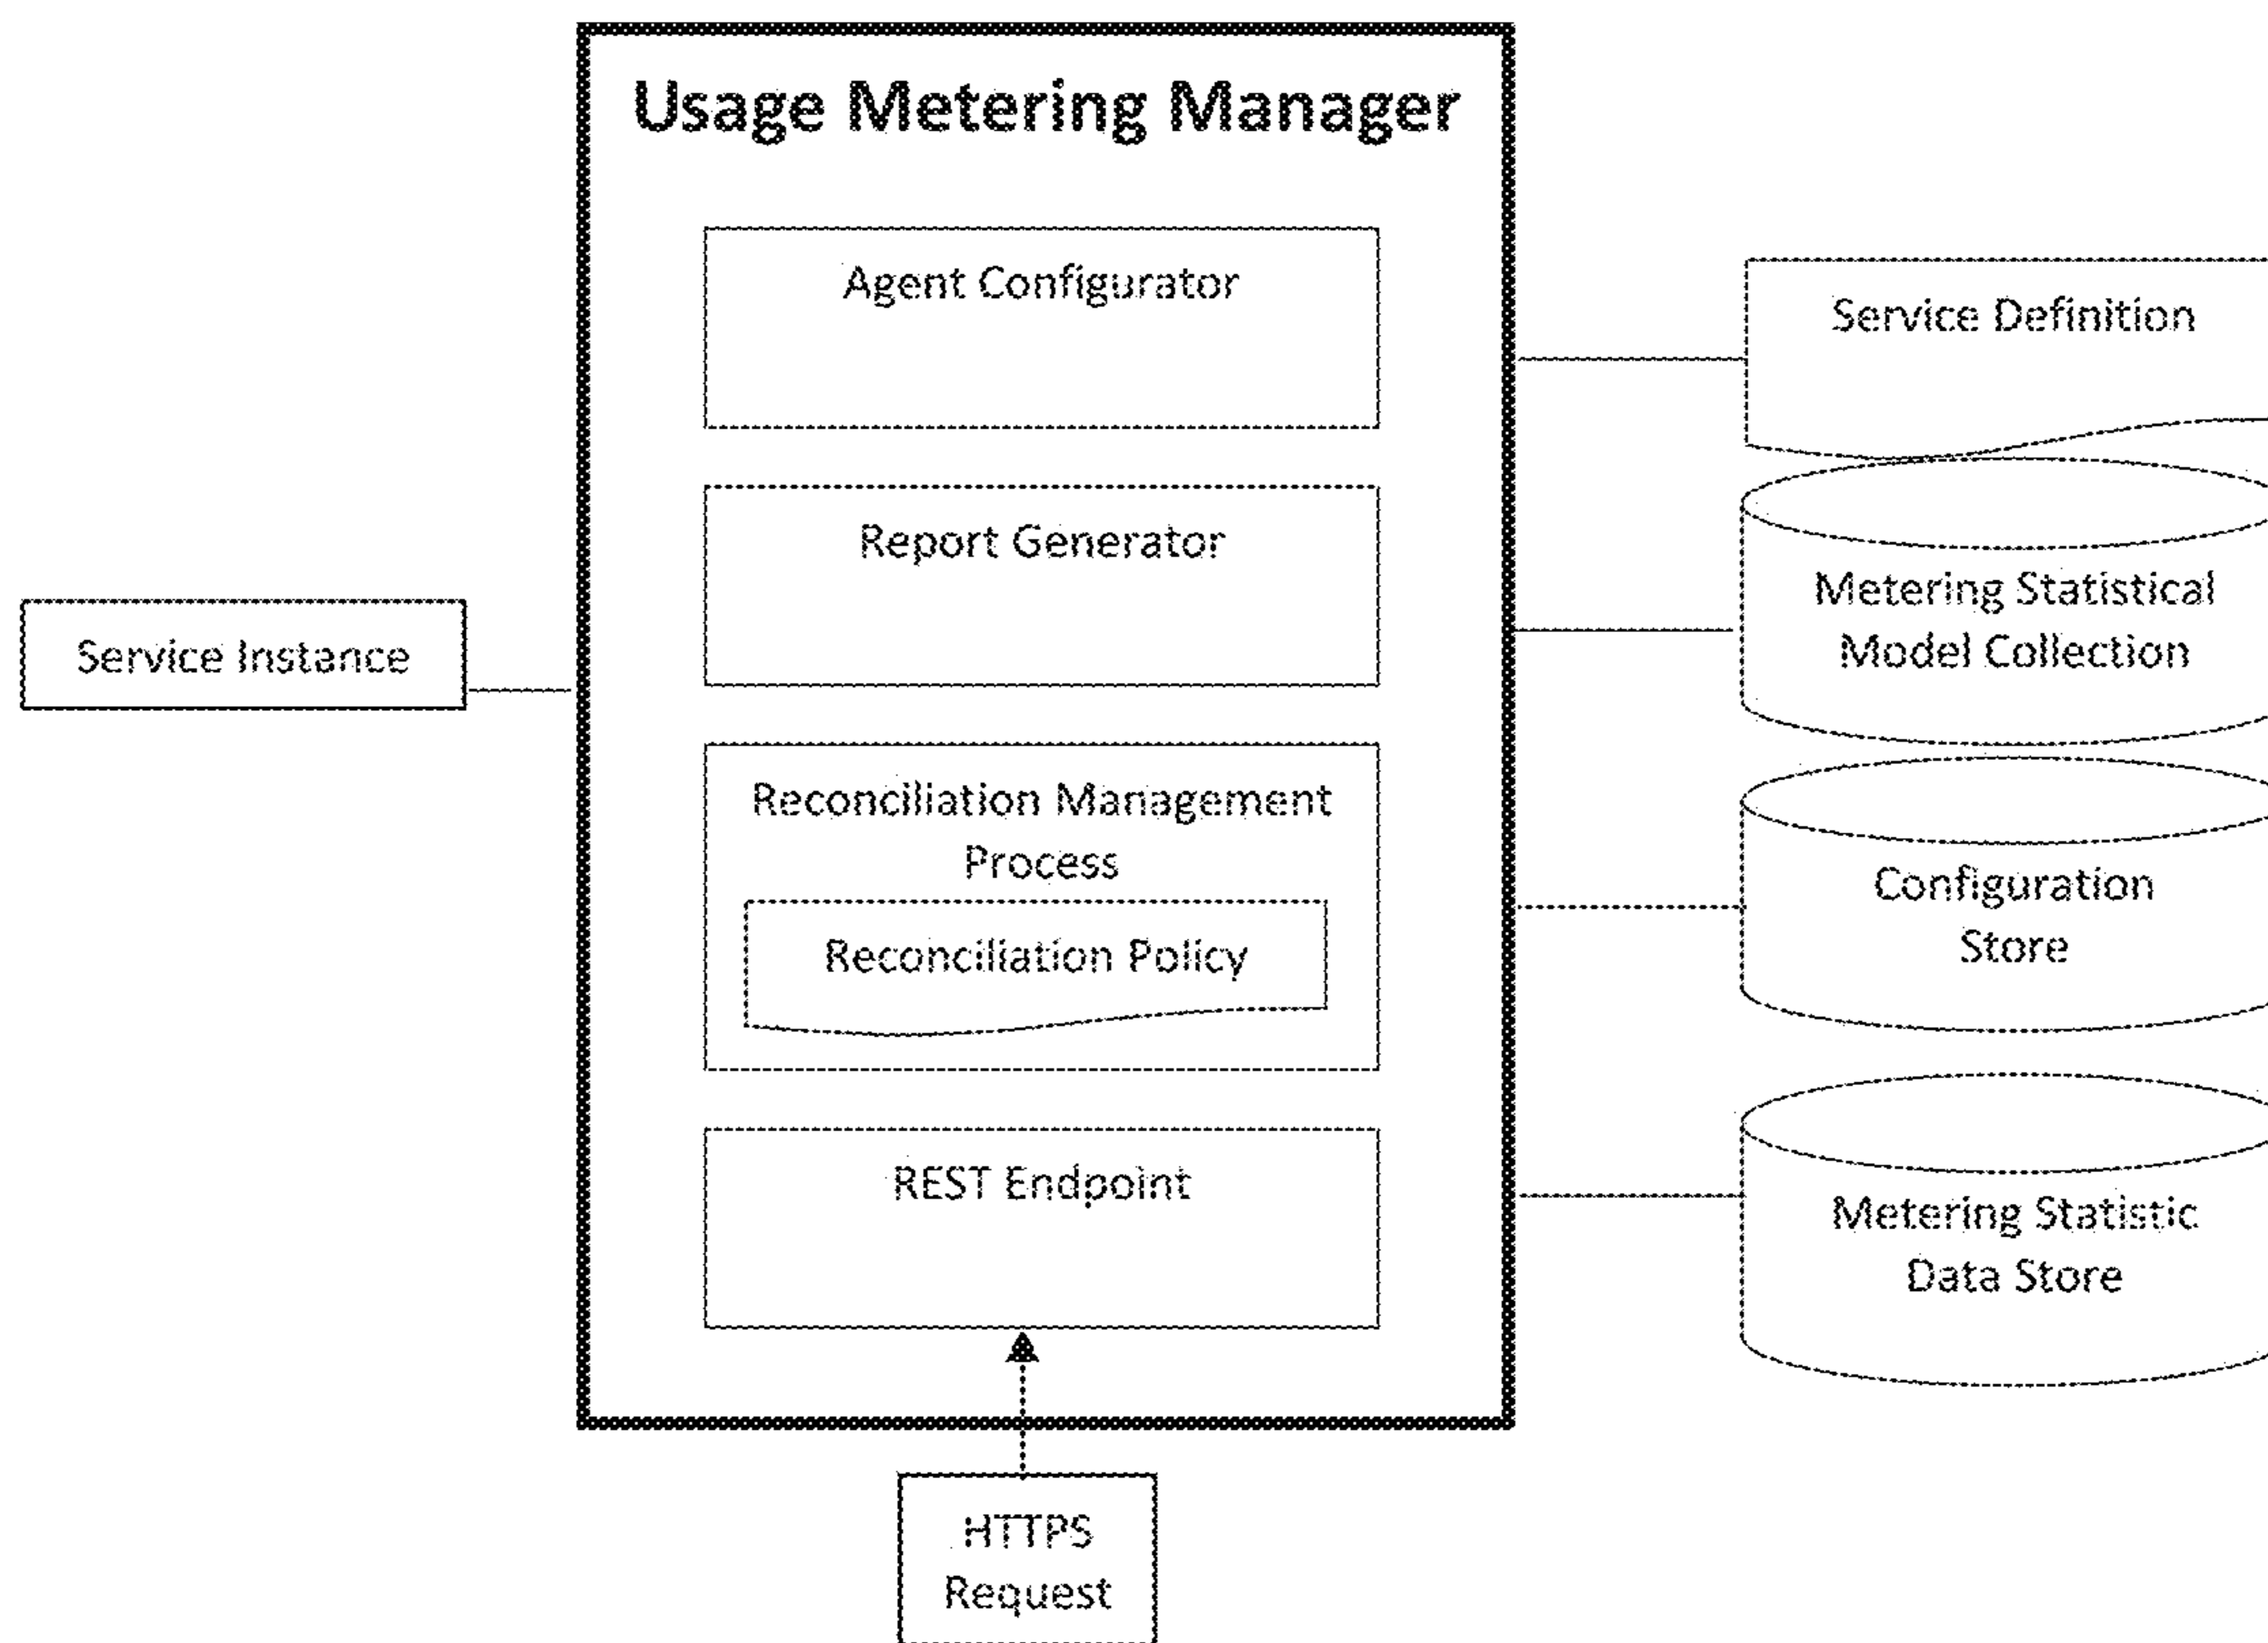 Usage Metering Manager
Agent Configurator
Report Generator
Reconciliation Management
Process
Reconciliation Policy
REST Endpoint
Service Instance
HTTPS
Request
Service Definition
Metering Statistical
Model Collection
Configuration
Store
Metering Statistic
Data Store